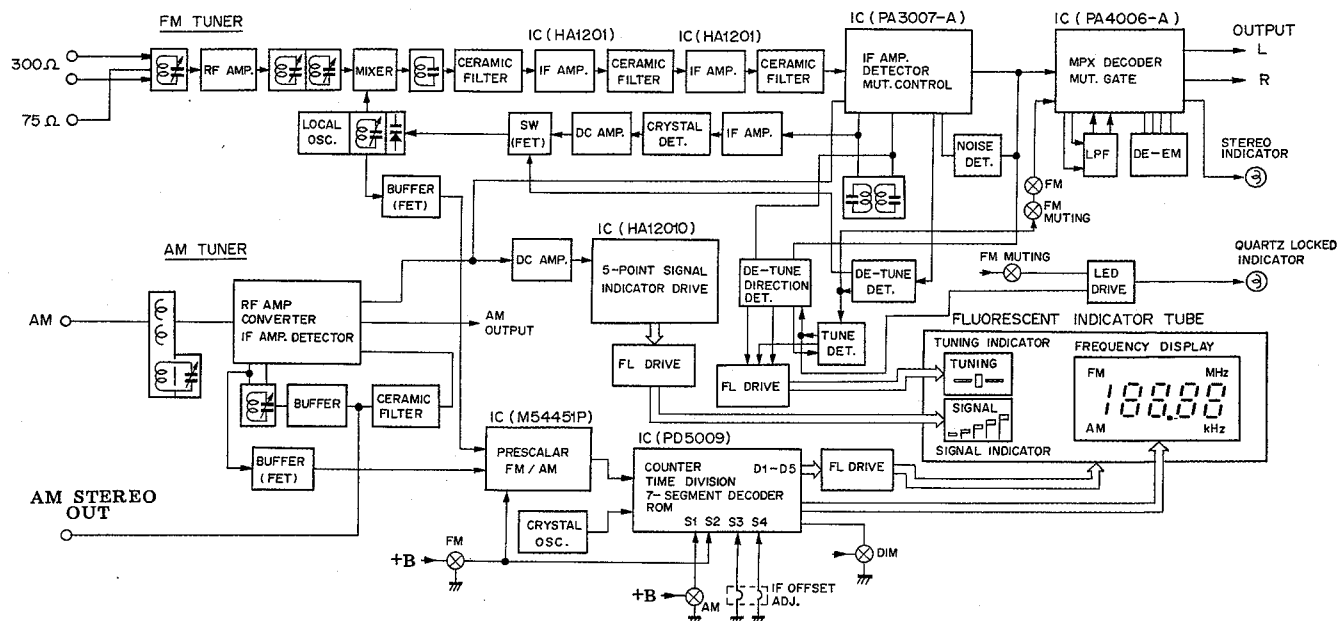 FM TUNER
300Ω
75 Ω
RF AMP.
MIXER
CERAMIC
FILTER
IC (HA1201)
IF AMP.
CERAMIC
FILTER
IC (HA1201)
IF AMP.
CERAMIC
FILTER
IC (PA3007-A)
IF AMP.
DETECTOR
MUT. CONTROL
IC (PA4006-A)
MPX DECODER
MUT. GATE
OUTPUT
L
R
LOCAL
OSC.
SW
(FET)
DC AMP.
CRYSTAL
DET.
IF AMP.
NOISE
DET.
LPF
DE-EM
STEREO
INDICATOR
BUFFER
(FET)
FM
FM
MUTING
AM TUNER
IC (HA12010)
DC AMP.
5-POINT SIGNAL
INDICATOR DRIVE
DE-TUNE
DIRECTION
DET.
DE-TUNE
DET.
FM MUTING
LED
DRIVE
QUARTZ LOCKED
INDICATOR
AM
RF AMP
CONVERTER
IF AMP. DETECTOR
AM
OUTPUT
TUNE
DET.
FL DRIVE
FL DRIVE
FLUORESCENT INDICATOR TUBE
TUNING INDICATOR
TUNING
SIGNAL
SIGNAL INDICATOR
FREQUENCY DISPLAY
FM
MHz
188.88
AM
kHz
BUFFER
CERAMIC
FILTER
BUFFER
(FET)
IC (M54451P)
PRESCALAR
FM / AM
IC (PD5009)
COUNTER
TIME DIVISION
7-SEGMENT DECODER
ROM
D1~D5
S1 S2 S3 S4
FL DRIVE
AM STEREO
OUT
CRYSTAL
OSC.
+B
FM
DIM
+B
AM
IF OFFSET
ADJ.